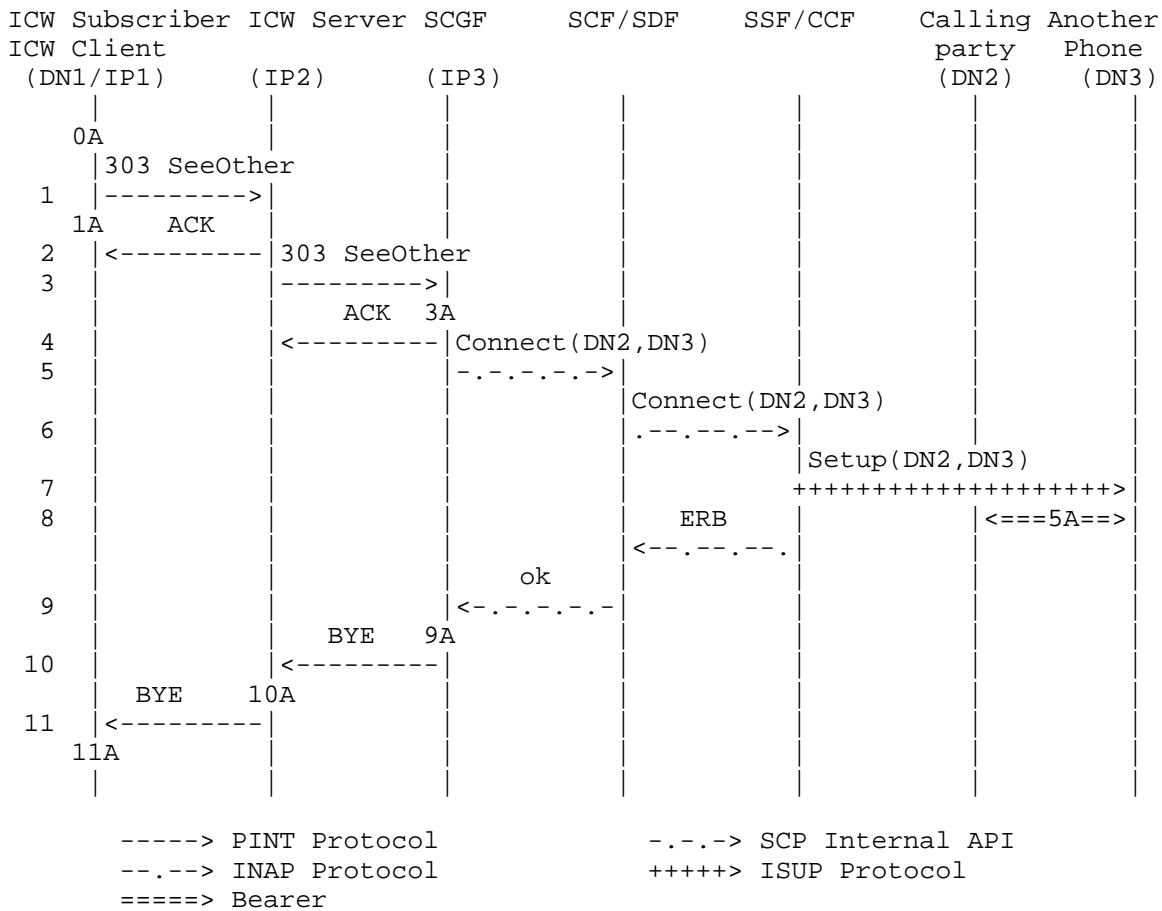 ICW Subscriber ICW Server SCGF SCF/SDF SSF/CCF Calling Another
ICW Client party Phone
(DN1/IP1) (IP2) (IP3) (DN2) (DN3)
0A
303 SeeOther
1 |--------->|
1A ACK
2 |<---------|303 SeeOther
3 |--------->|
ACK 3A
4 |<---------|Connect(DN2,DN3)
5 |-.-.-.-.->|
Connect(DN2,DN3)
6 |.--.--.-->|
Setup(DN2,DN3)
7 ++++++++++++++++++++>
8 ERB |<===5A==>|
|<--.--.--.|
ok
9 |<-.-.-.-.-|
BYE 9A
10 |<---------|
BYE 10A
11 |<---------|
11A
-----> PINT Protocol -.-.-> SCP Internal API
--.--> INAP Protocol +++++> ISUP Protocol
=====> Bearer